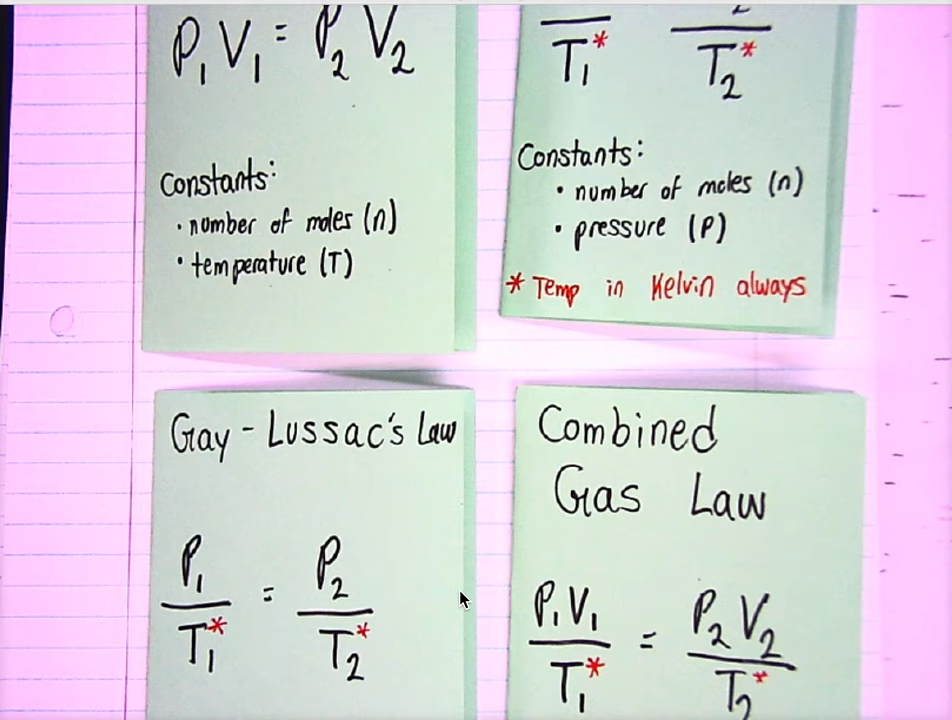 P₁V₁ = P₂V₂
Constants:
• number of moles (n)
• temperature (T)
T₁* T₂*
Constants:
• number of moles (n)
• pressure (P)
* Temp in Kelvin always
Gay-Lussac's Law
P₁/T₁* = P₂/T₂*
Combined
Gas Law
P₁V₁/T₁* = P₂V₂/T₂*